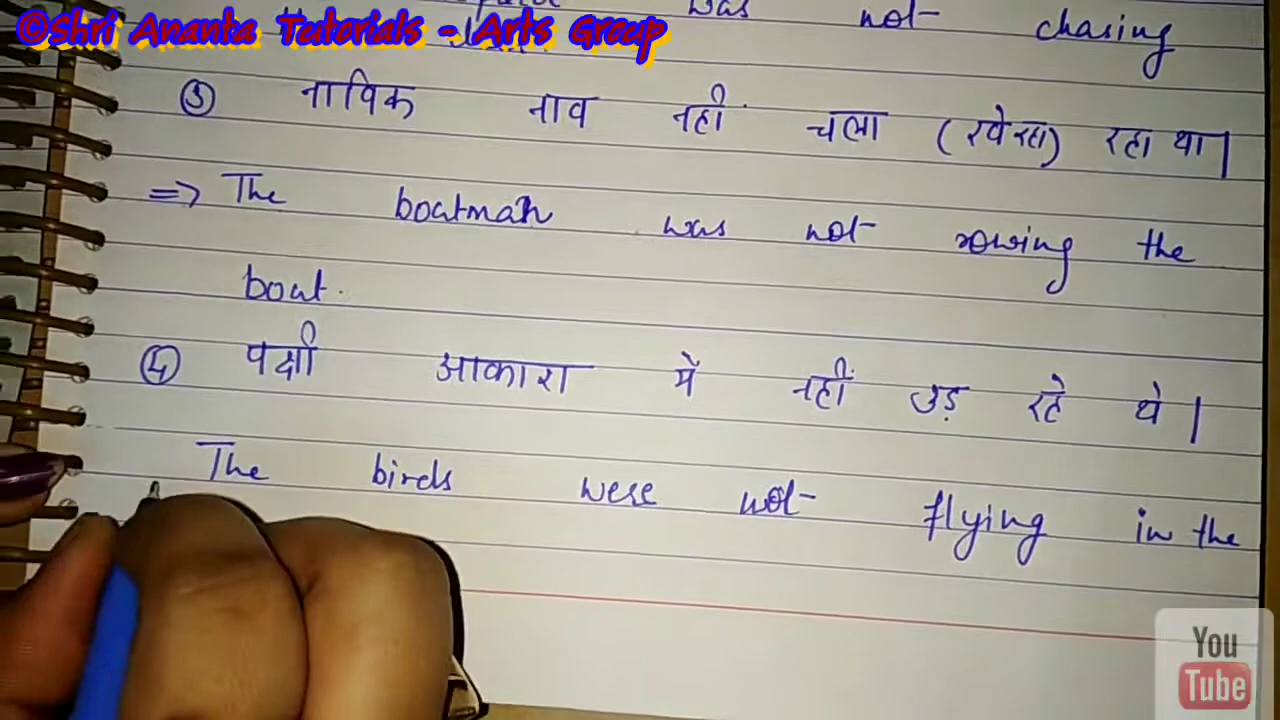 ©Shri Ananta Tutorials - Arts Group
was not chasing
③ नाविक नाव नहीं चला (खे रहा) रहा था|
=> The boatman was not rowing the
boat.
④ पक्षी आकाश में नहीं उड़ रहे थे|
The birds were not flying in the
You
Tube